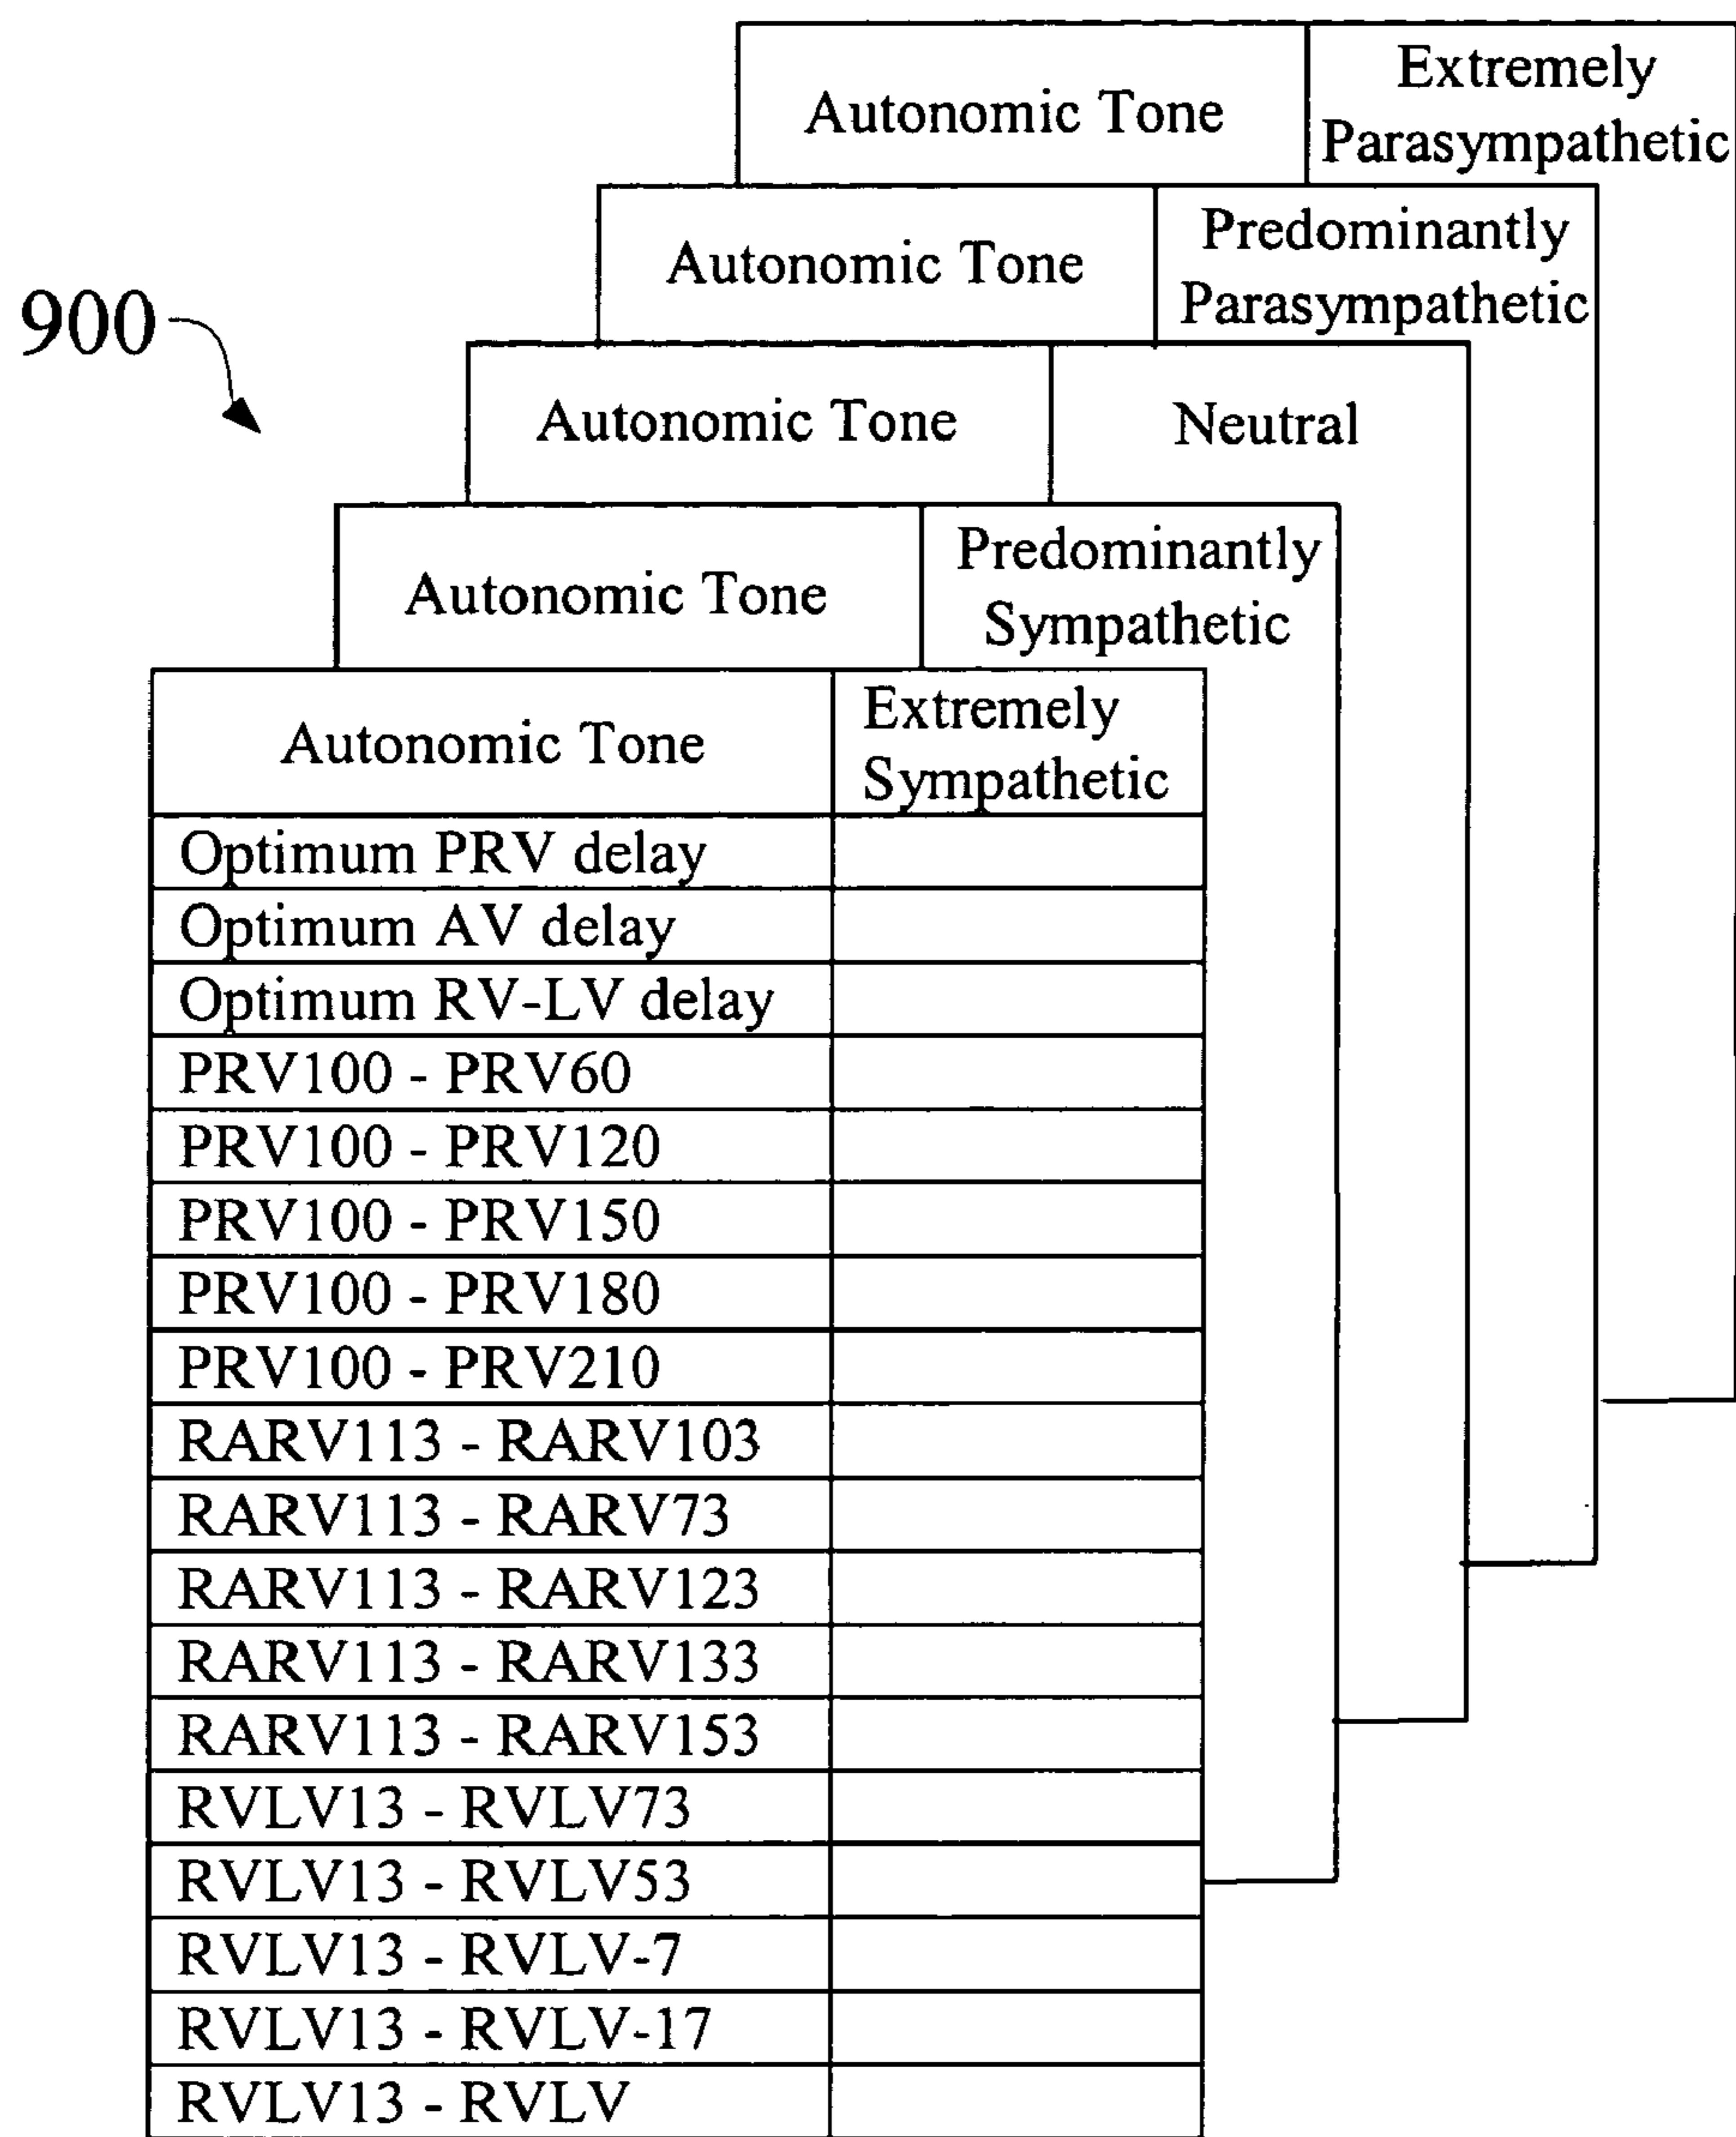 Autonomic Tone
Extremely
Parasympathetic
Autonomic Tone
Predominantly
Parasympathetic
900
Autonomic Tone
Neutral
Autonomic Tone
Predominantly
Sympathetic
Autonomic Tone
Extremely
Sympathetic
Optimum PRV delay
Optimum AV delay
Optimum RV-LV delay
PRV100 - PRV60
PRV100 - PRV120
PRV100 - PRV150
PRV100 - PRV180
PRV100 - PRV210
RARV113 - RARV103
RARV113 - RARV73
RARV113 - RARV123
RARV113 - RARV133
RARV113 - RARV153
RVLV13 - RVLV73
RVLV13 - RVLV53
RVLV13 - RVLV-7
RVLV13 - RVLV-17
RVLV13 - RVLV